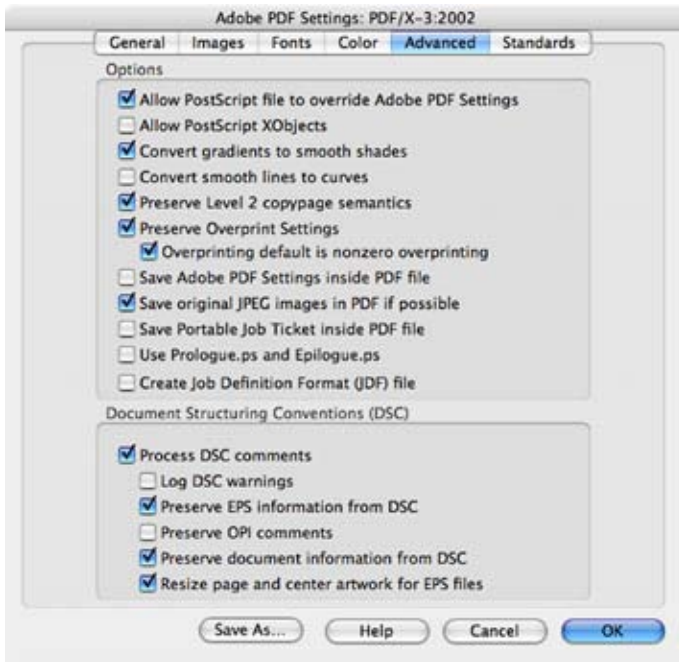 Adobe PDF Settings: PDF/X-3:2002
General Images Fonts Color Advanced Standards
Options
Allow PostScript file to override Adobe PDF Settings
Allow PostScript XObjects
Convert gradients to smooth shades
Convert smooth lines to curves
Preserve Level 2 copypage semantics
Preserve Overprint Settings
Overprinting default is nonzero overprinting
Save Adobe PDF Settings inside PDF file
Save original JPEG images in PDF if possible
Save Portable Job Ticket inside PDF file
Use Prologue.ps and Epilogue.ps
Create Job Definition Format (JDF) file
Document Structuring Conventions (DSC)
Process DSC comments
Log DSC warnings
Preserve EPS information from DSC
Preserve OPI comments
Preserve document information from DSC
Resize page and center artwork for EPS files
Save As... Help Cancel OK